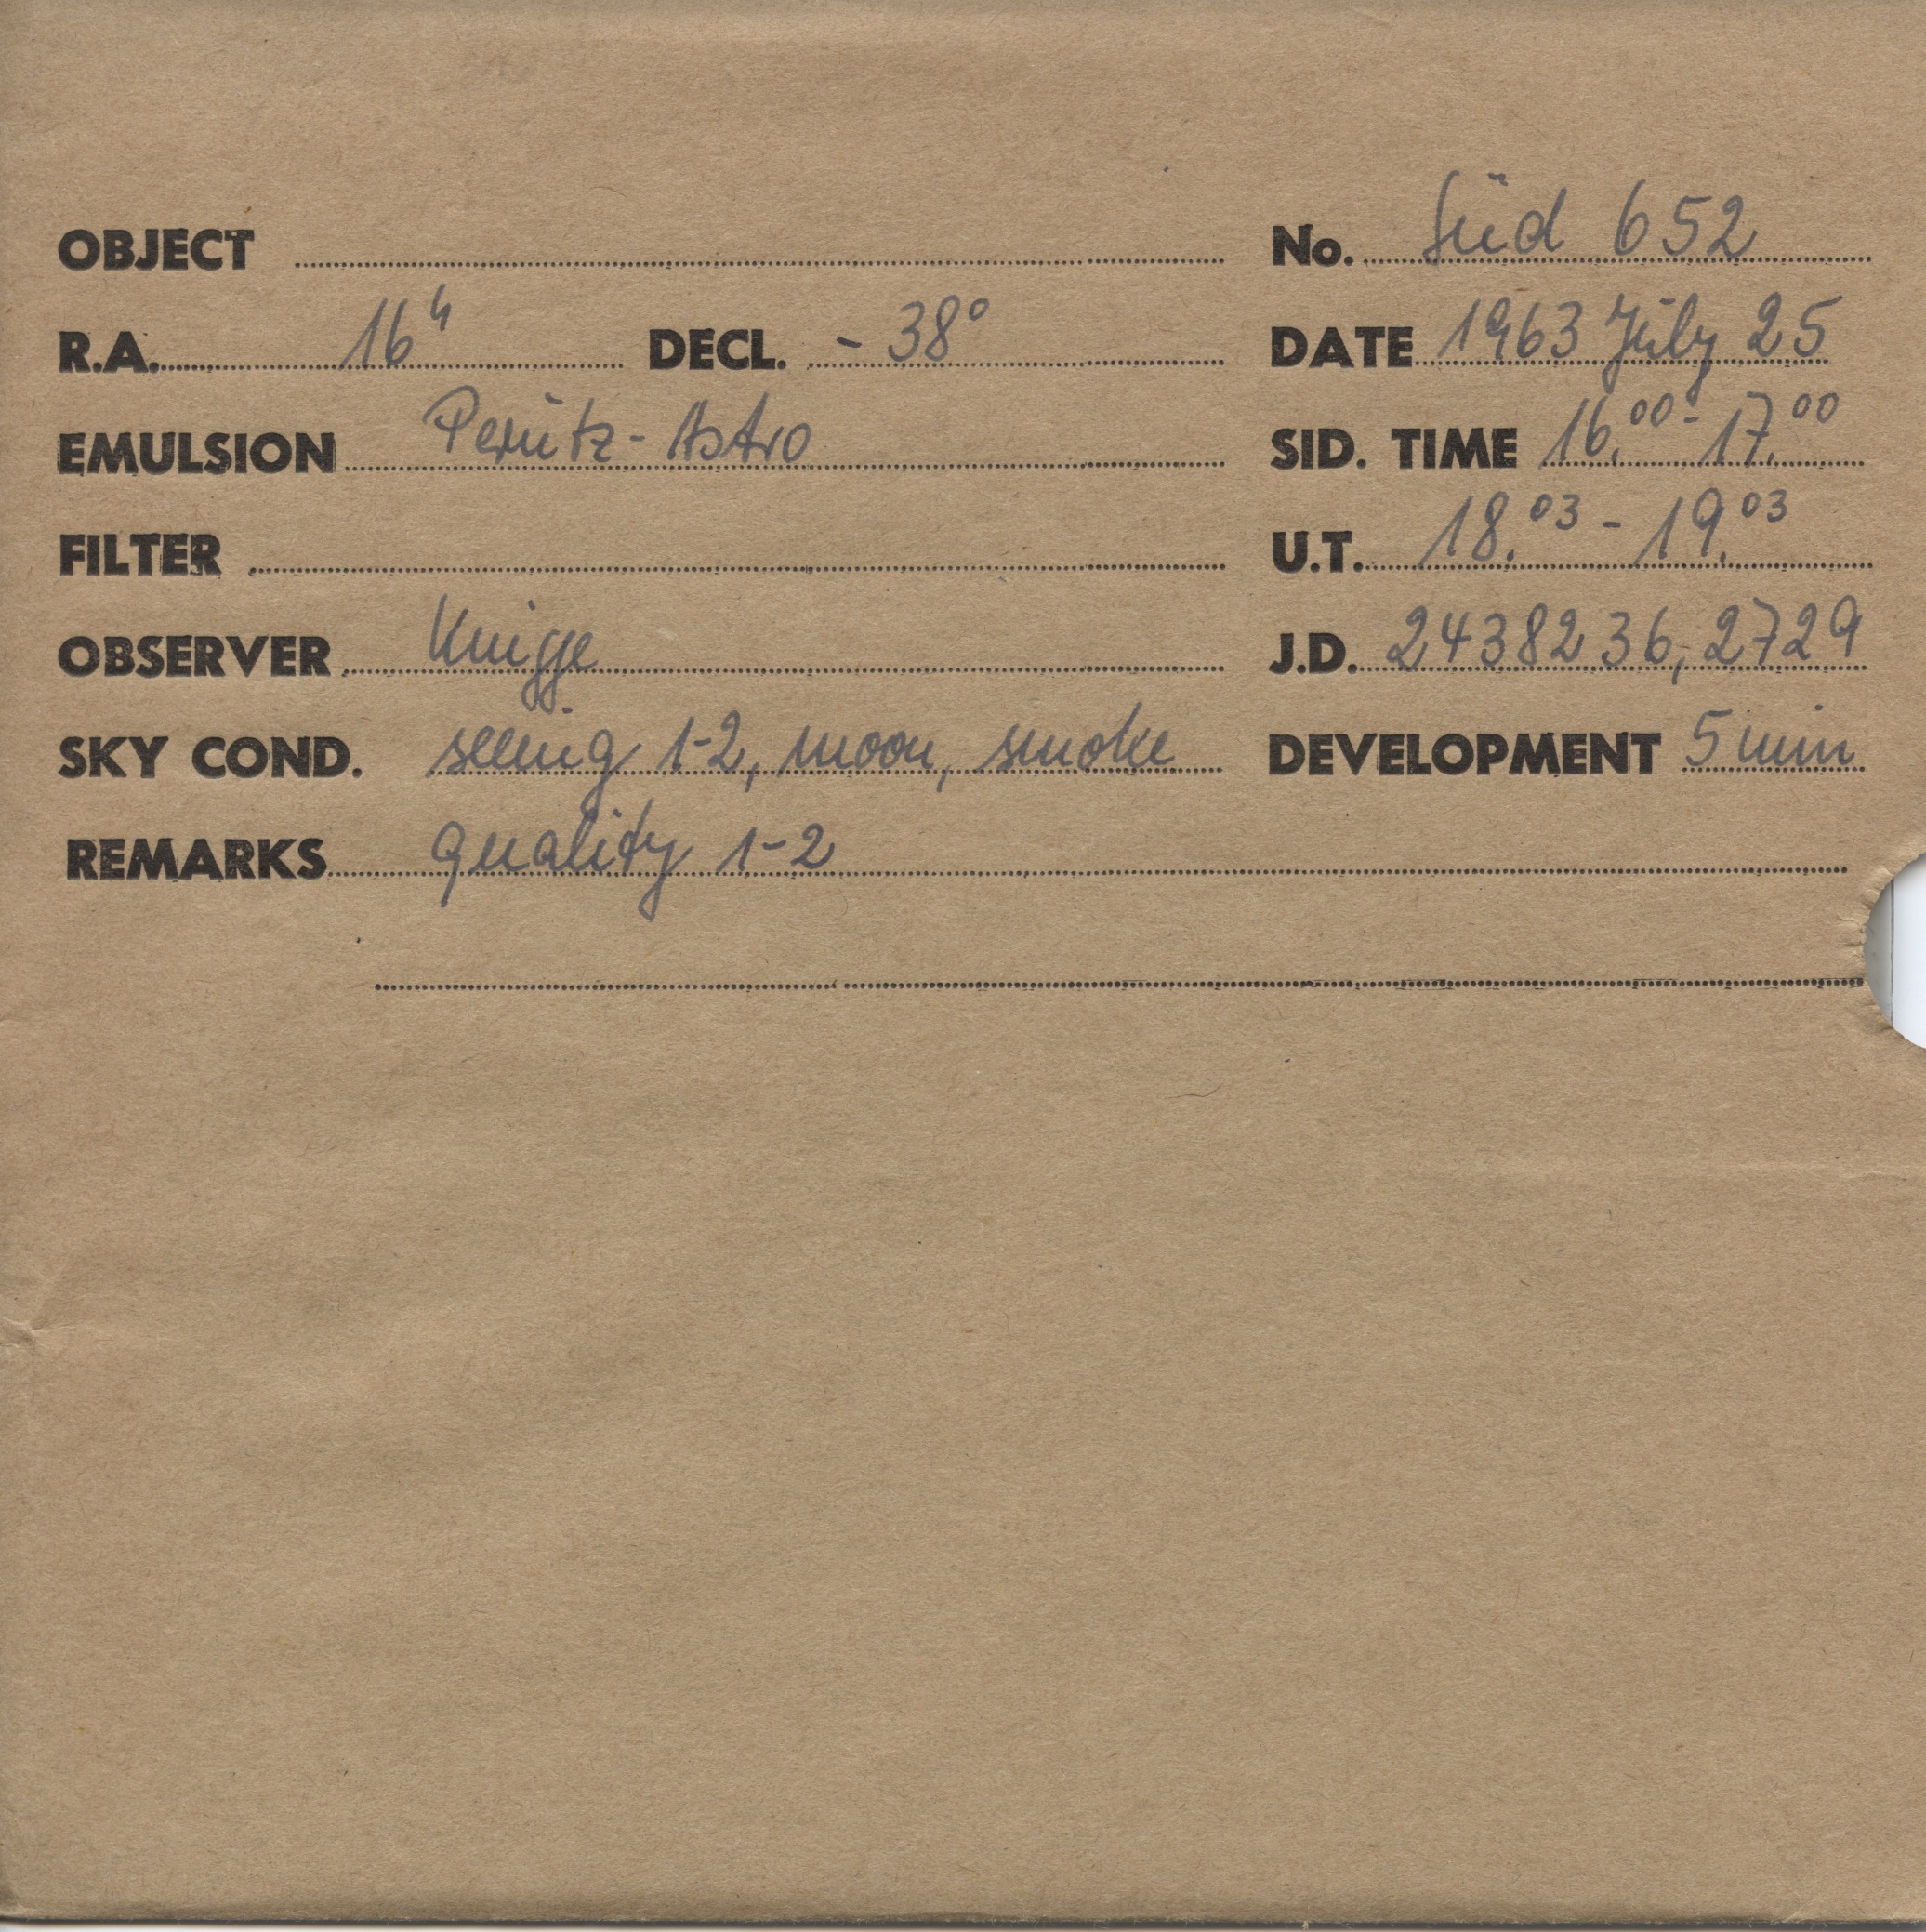 OBJECT No. Süd 652
R.A. 16h DECL. - 38° DATE 1963 July 25
EMULSION Perutz-Astro SID. TIME 16.00 - 17.00
FILTER U.T. 18.03 - 19.03
OBSERVER Knigge J.D. 2438236,2729
SKY COND. seeing 1-2, moon, smoke DEVELOPMENT 5 min
REMARKS quality 1-2